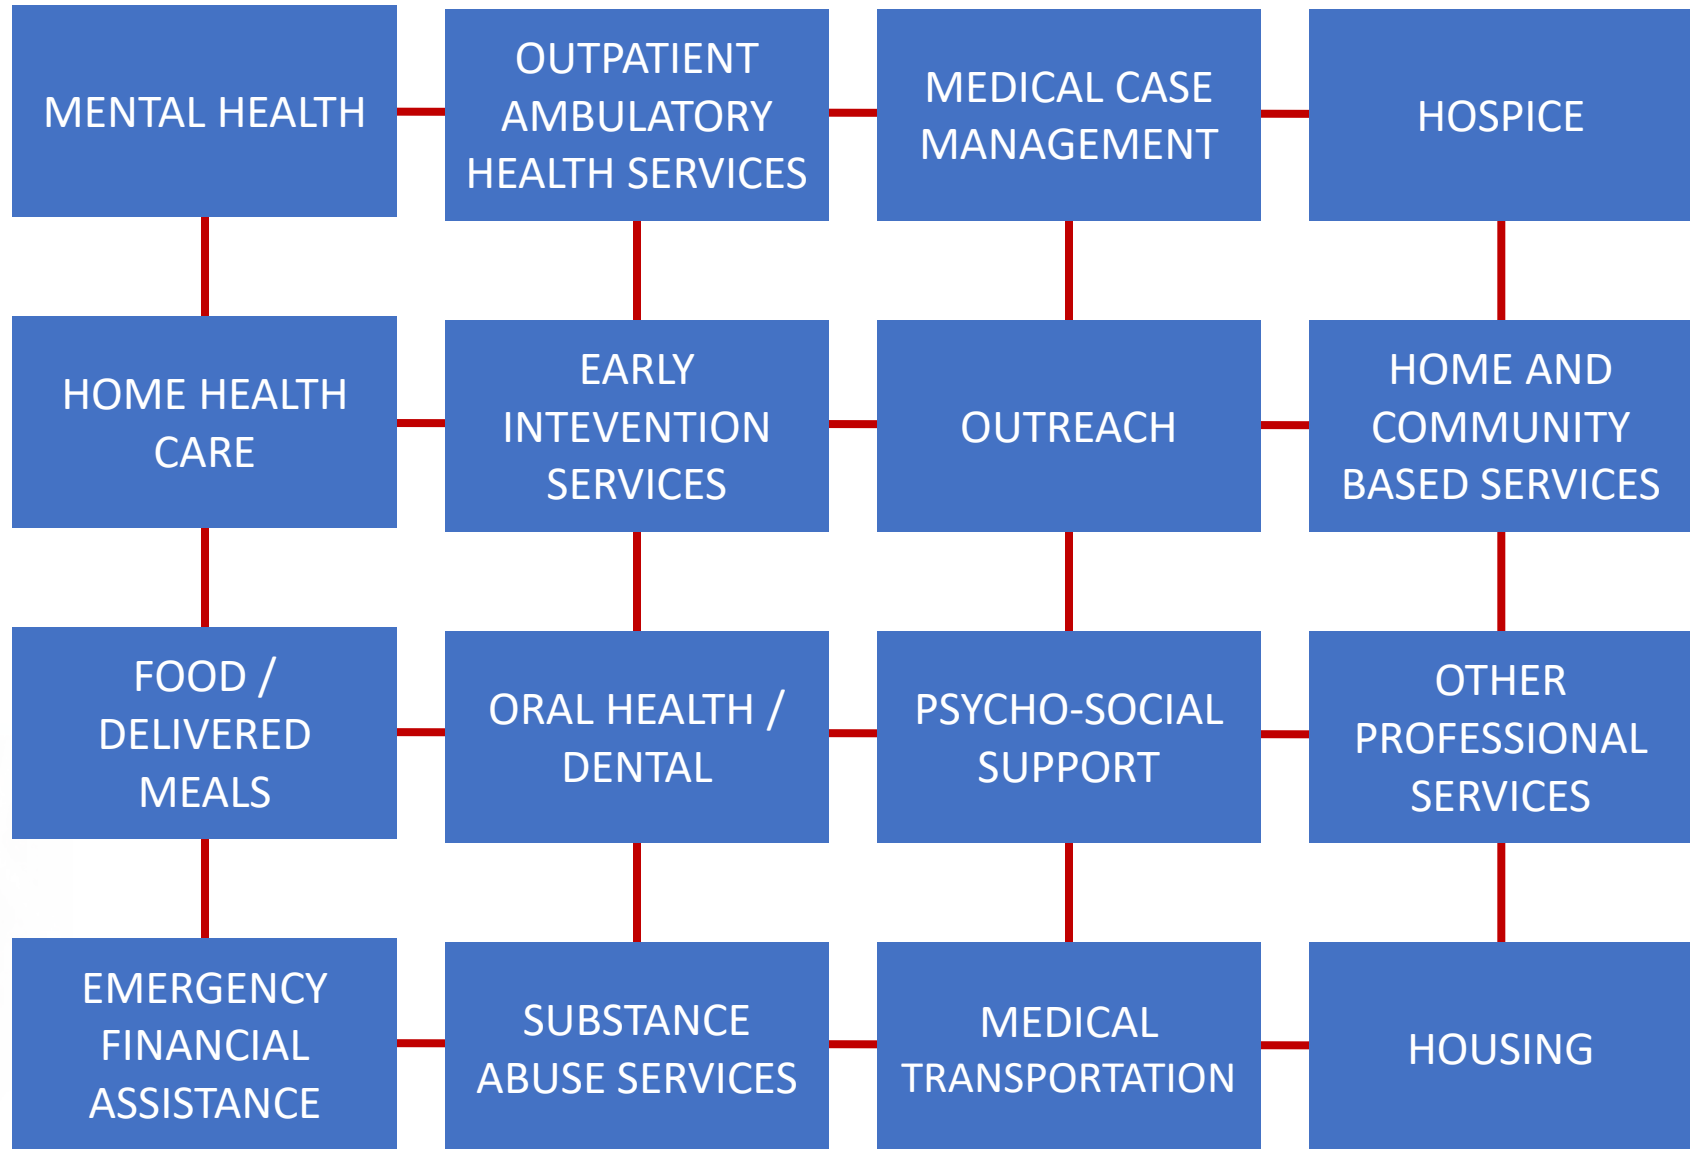 MENTAL HEALTH
OUTPATIENT
AMBULATORY
HEALTH SERVICES
MEDICAL CASE
MANAGEMENT
HOSPICE
HOME HEALTH
CARE
EARLY
INTEVENTION
SERVICES
OUTREACH
HOME AND
COMMUNITY
BASED SERVICES
FOOD /
DELIVERED
MEALS
ORAL HEALTH /
DENTAL
PSYCHO-SOCIAL
SUPPORT
OTHER
PROFESSIONAL
SERVICES
EMERGENCY
FINANCIAL
ASSISTANCE
SUBSTANCE
ABUSE SERVICES
MEDICAL
TRANSPORTATION
HOUSING